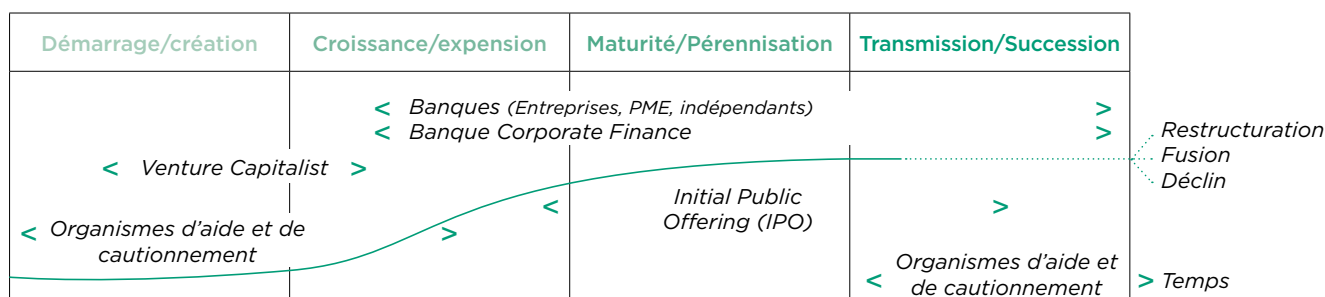 Démarrage/création
Croissance/expension
Maturité/Pérennisation
Transmission/Succession
< Banques (Entreprises, PME, indépendants) >
< Banque Corporate Finance >
Restructuration
Fusion
Déclin
< Venture Capitalist >
< Initial Public
Offering (IPO) >
< Organismes d’aide et de
cautionnement >
< Organismes d’aide et
de cautionnement >
Temps